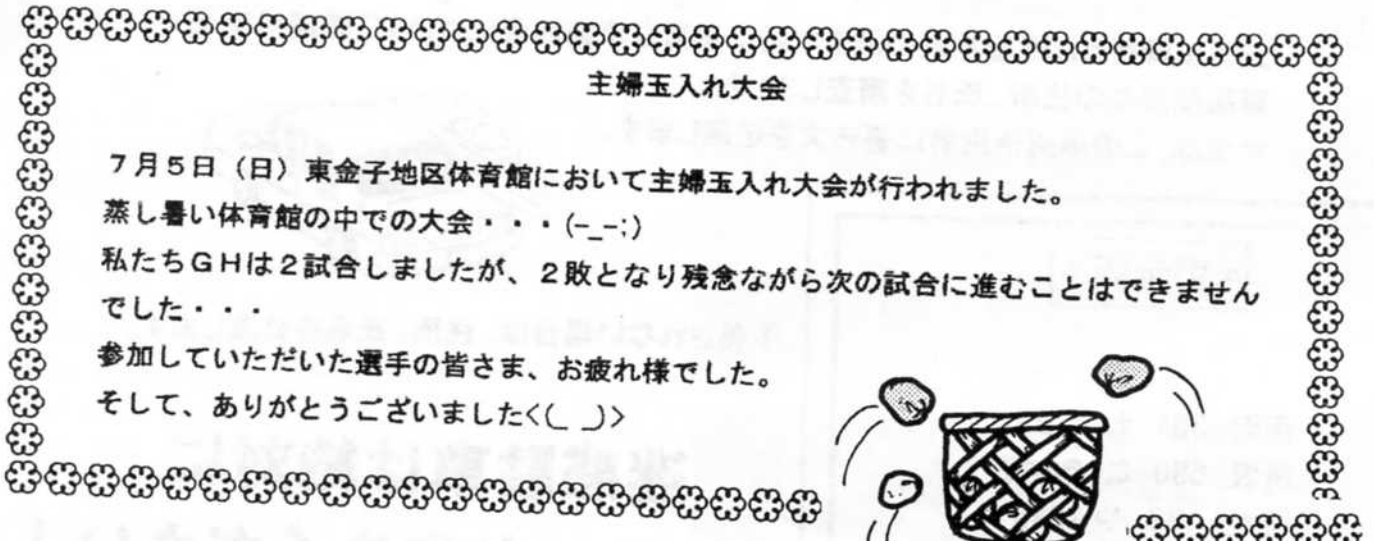 主婦玉入れ大会
7月5日(日)東金子地区体育館において主婦玉入れ大会が行われました。
蒸し暑い体育館の中での大会・・・(-_-;)
私たちGHは2試合しましたが、2敗となり残念ながら次の試合に進むことはできません
でした・・・
参加していただいた選手の皆さま、お疲れ様でした。
そして、ありがとうございました<(_ _)>